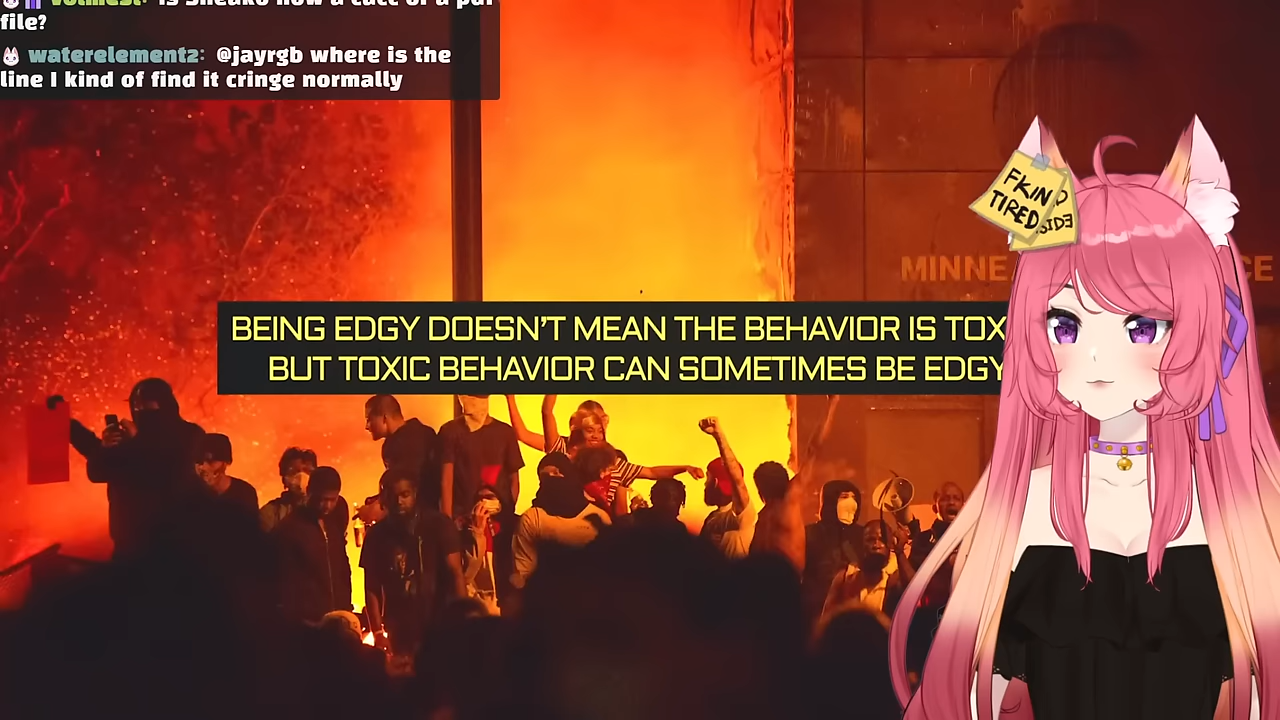 file?
waterelement2: @jayrgb where is the
line I kind of find it cringe normally
FKIN
TIRED
MINNE
CE
BEING EDGY DOESN'T MEAN THE BEHAVIOR IS TOX
BUT TOXIC BEHAVIOR CAN SOMETIMES BE EDGY